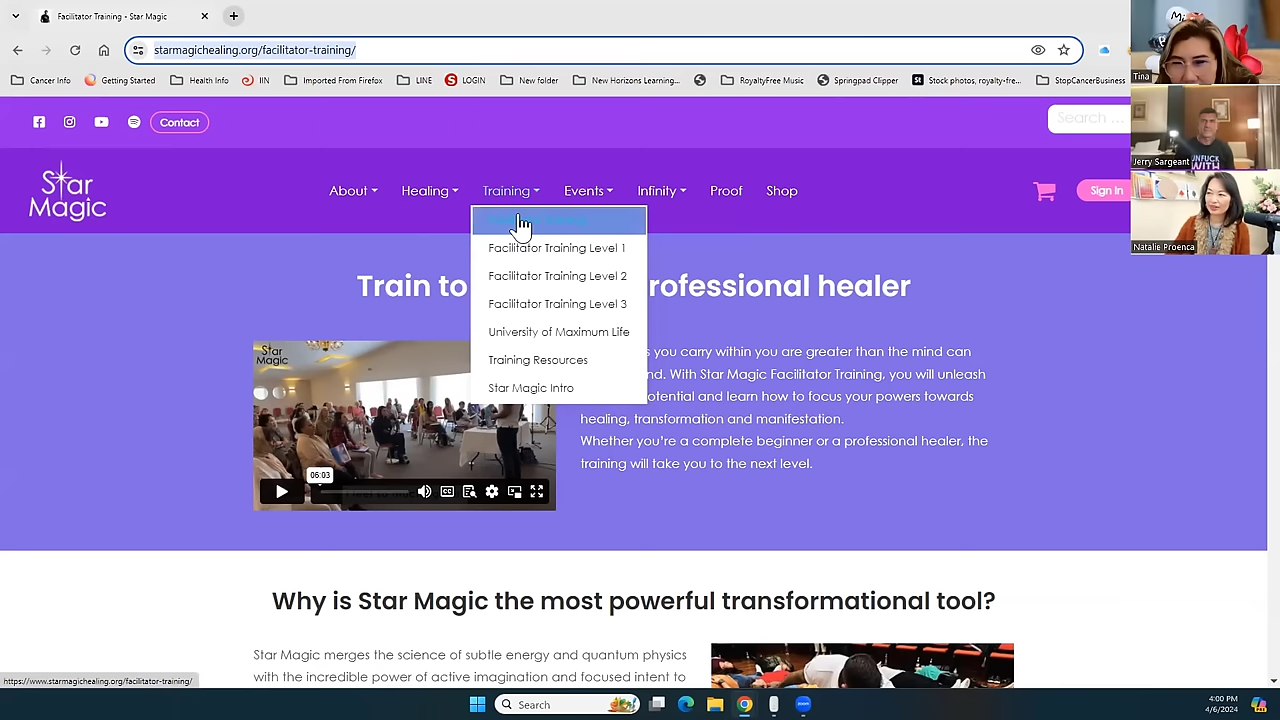 Facilitator Training - Star Magic
starmagichealing.org/facilitator-training/
Cancer Info
Getting Started
Health Info
IIN
Imported From Firefox
LINE
LOGIN
New folder
New Horizons Learning...
RoyaltyFree Music
Springpad Clipper
Stock photos, royalty-fre...
StopCancerBusiness
Tina
Contact
Search ...
Jerry Sargeant
UNFUCK
WITH
Star
Magic
About
Healing
Training
Events
Infinity
Proof
Shop
Sign in
Natalie Proenca
Facilitator Training Level 1
Facilitator Training Level 2
Facilitator Training Level 3
University of Maximum Life
Training Resources
Star Magic Intro
Train to
rofessional healer
Star
Magic
06:03
s you carry within you are greater than the mind can
nd. With Star Magic Facilitator Training, you will unleash
otential and learn how to focus your powers towards
healing, transformation and manifestation.
Whether you're a complete beginner or a professional healer, the
training will take you to the next level.
Why is Star Magic the most powerful transformational tool?
Star Magic merges the science of subtle energy and quantum physics
with the incredible power of active imagination and focused intent to
https://www.starmagichealing.org/facilitator-training/
Search
zoom
4:00 PM
4/6/2024